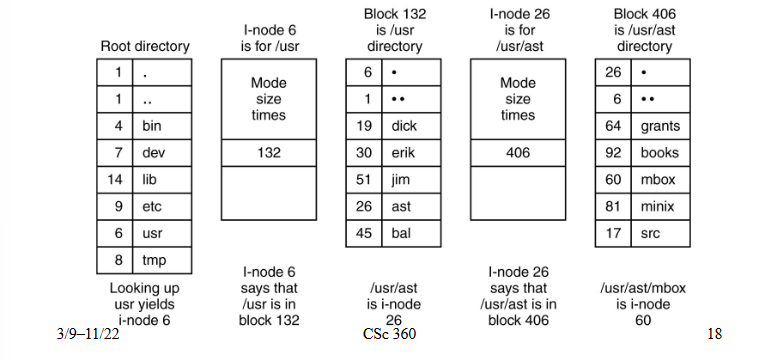 Root directory
1 .
1 ..
4 bin
7 dev
14 lib
9 etc
6 usr
8 tmp
Looking up
usr yields
i-node 6
I-node 6
is for /usr
Mode
size
times
132
I-node 6
says that
/usr is in
block 132
Block 132
is /usr
directory
6 •
1 ••
19 dick
30 erik
51 jim
26 ast
45 bal
/usr/ast
is i-node
26
I-node 26
is for
/usr/ast
Mode
size
times
406
I-node 26
says that
/usr/ast is in
block 406
Block 406
is /usr/ast
directory
26 •
6 ••
64 grants
92 books
60 mbox
81 minix
17 src
/usr/ast/mbox
is i-node
60
3/9–11/22
CSc 360
18